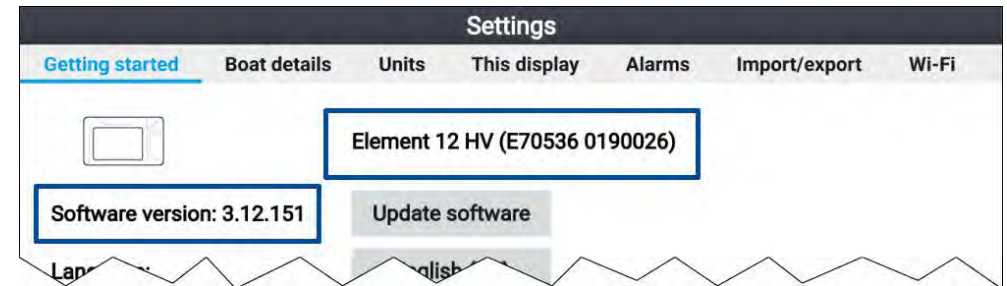 Settings
Getting started Boat details Units This display Alarms Import/export Wi-Fi
Element 12 HV (E70536 0190026)
Software version: 3.12.151 Update software